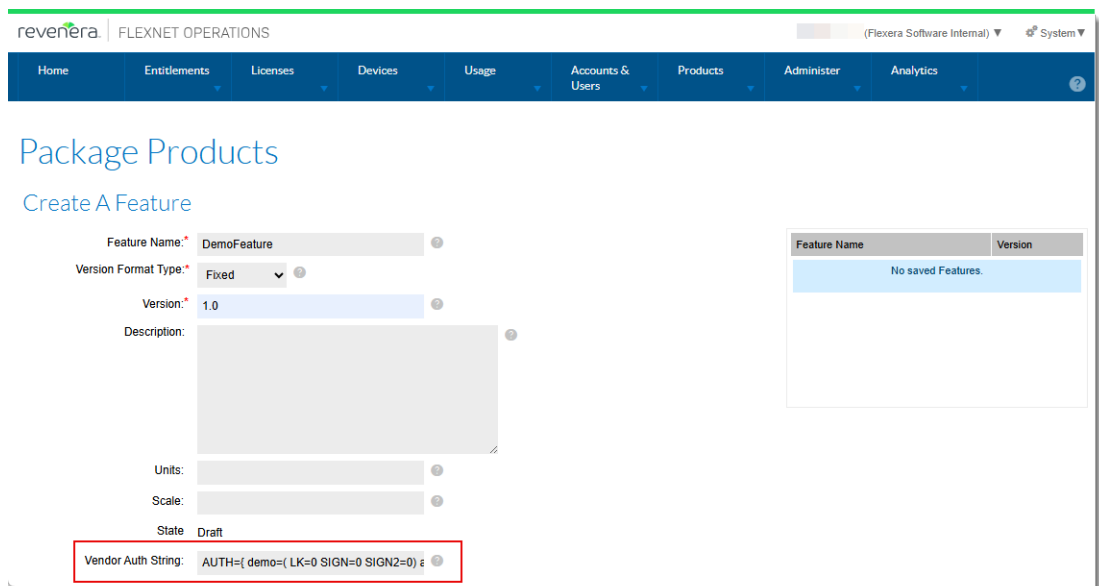 revenera. FLEXNET OPERATIONS
(Flexera Software Internal) ▼ System▼
Home Entitlements Licenses Devices Usage Accounts & Users Products Administer Analytics
?
Package Products
Create A Feature
Feature Name:* DemoFeature ?
Version Format Type:* Fixed ?
Version:* 1.0 ?
Description: ?
Units: ?
Scale: ?
State Draft
Vendor Auth String: AUTH={ demo=( LK=0 SIGN=0 SIGN2=0) a ?
Feature Name Version
No saved Features.